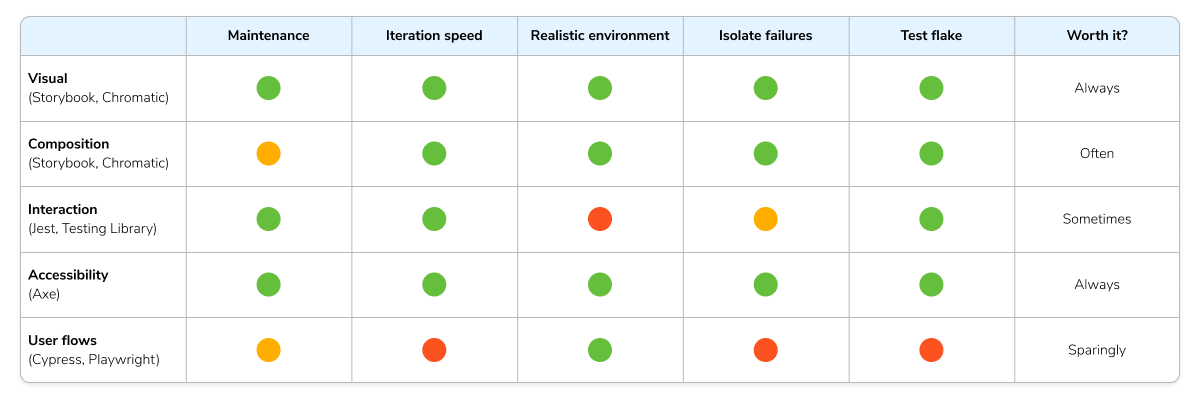 Maintenance Iteration speed Realistic environment Isolate failures Test flake Worth it?
Visual
(Storybook, Chromatic)
Always
Composition
(Storybook, Chromatic)
Often
Interaction
(Jest, Testing Library)
Sometimes
Accessibility
(Axe)
Always
User flows
(Cypress, Playwright)
Sparingly